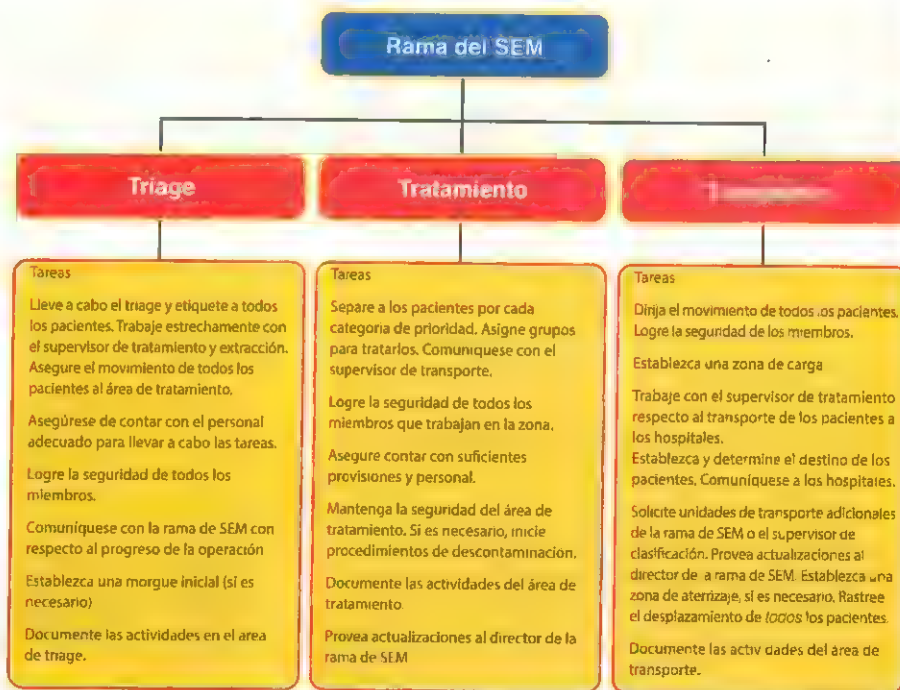 Rama del SEM
Triage
Tratamiento
Tareas
Lleve a cabo el triage y etiquete a todos
los pacientes. Trabaje estrechamente con
el supervisor de tratamiento y extracción.
Asegure el movimiento de todos los
pacientes al área de tratamiento.
Asegúrese de contar con el personal
adecuado para llevar a cabo las tareas.
Logre la seguridad de todos los
miembros.
Comuníquese con la rama de SEM con
respecto al progreso de la operación
Establezca una morgue inicial (si es
necesario)
Documente las actividades en el area
de triage.
Tareas
Separe a los pacientes por cada
categoria de prioridad. Asigne grupos
para tratarlos. Comuniquese con el
supervisor de transporte.
Logre la seguridad de todos los
miembros que trabajan en la zona.
Asegure contar con suficientes
provisiones y personal.
Mantenga la seguridad del área de
tratamiento. Si es necesario, inicie
procedimientos de descontaminación.
Documente las actividades del área de
tratamiento.
Provea actualizaciones al director de la
rama de SEM
Tareas
Dirija el movimiento de todos los pacientes.
Logre la seguridad de los miembros.
Establezca una zona de carga
Trabaje con el supervisor de tratamiento
respecto al transporte de los pacientes a
los hospitales.
Establezca y determine el destino de los
pacientes. Comuníquese a los hospitales.
Solicite unidades de transporte adicionales
de la rama de SEM o el supervisor de
clasificación. Provea actualizaciones al
director de la rama de SEM. Establezca una
zona de aterrizaje, si es necesario. Rastree
el desplazamiento de todos los pacientes.
Documente las actividades del área de
transporte.